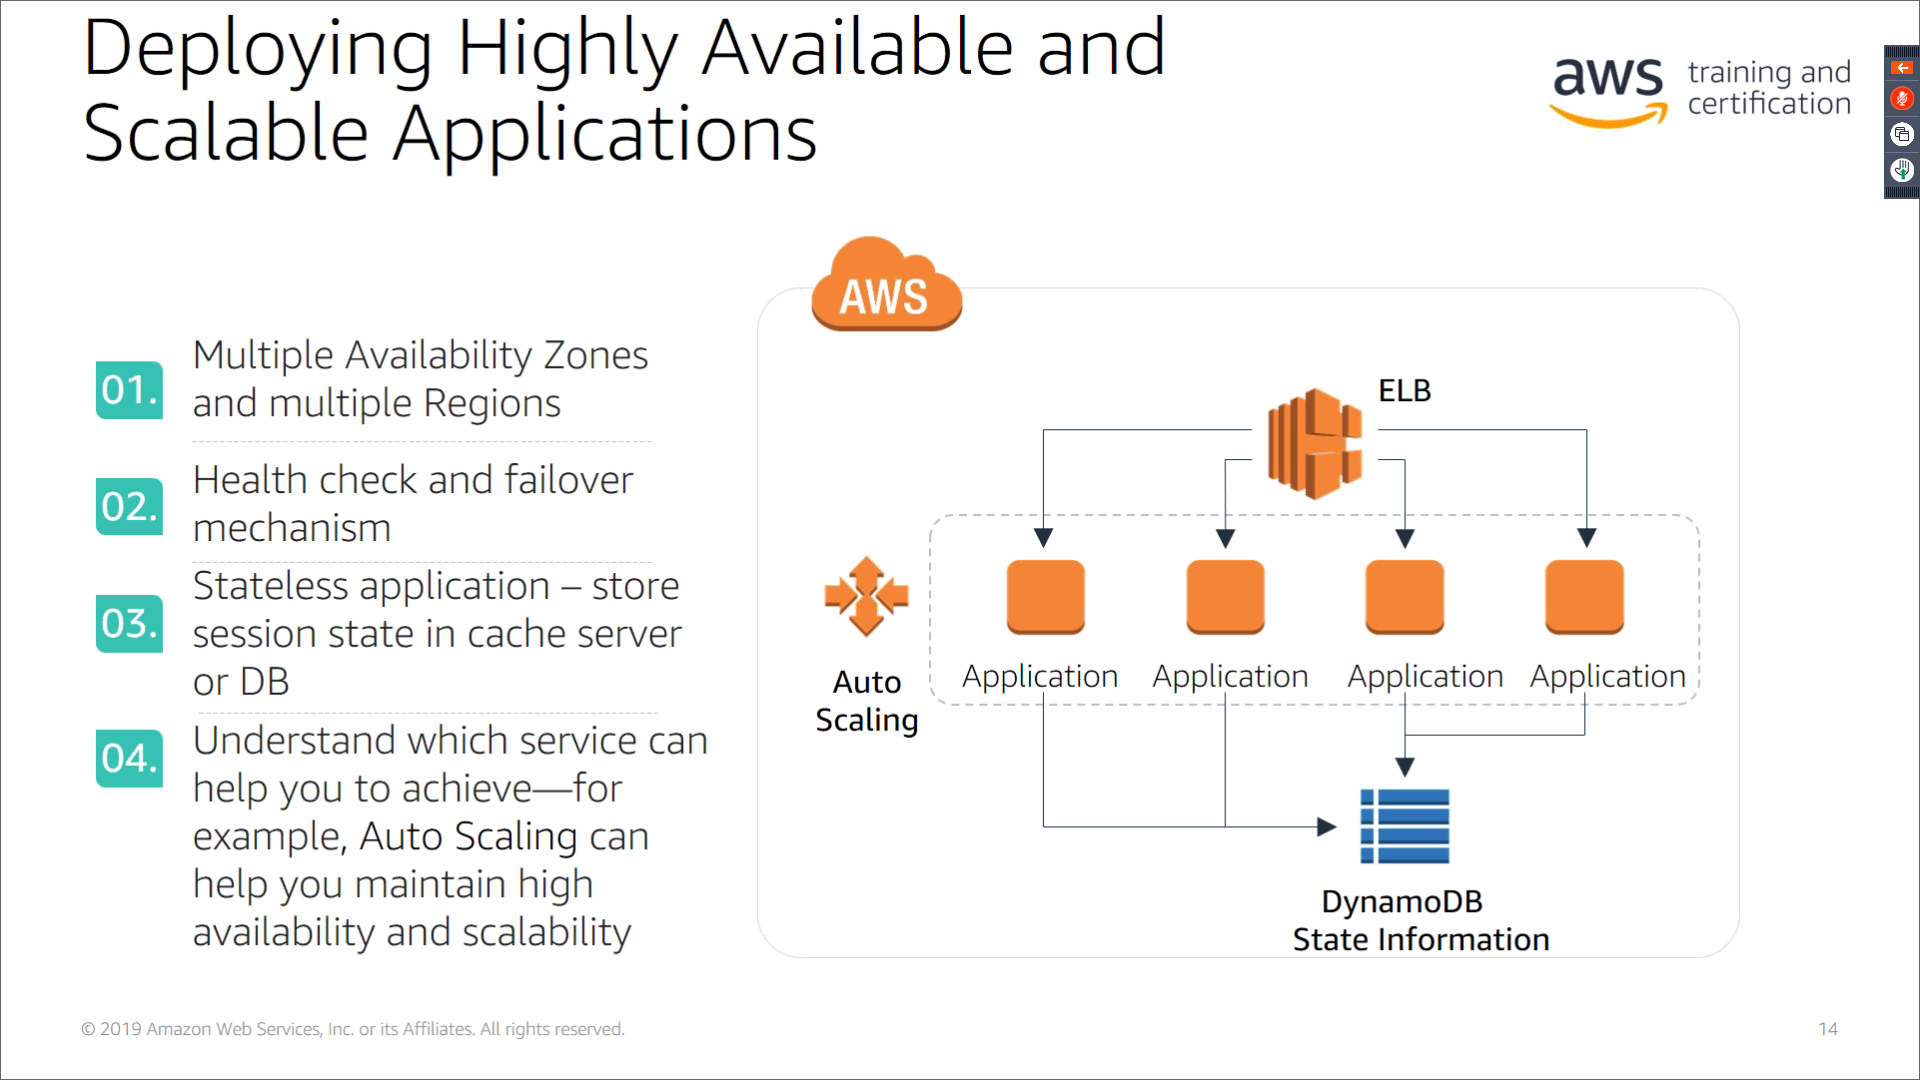 Deploying Highly Available and
Scalable Applications
aws training and
certification
01. Multiple Availability Zones
and multiple Regions
02. Health check and failover
mechanism
03. Stateless application – store
session state in cache server
or DB
04. Understand which service can
help you to achieve—for
example, Auto Scaling can
help you maintain high
availability and scalability
AWS
ELB
Auto
Scaling
Application Application Application Application
DynamoDB
State Information
© 2019 Amazon Web Services, Inc. or its Affiliates. All rights reserved.
14